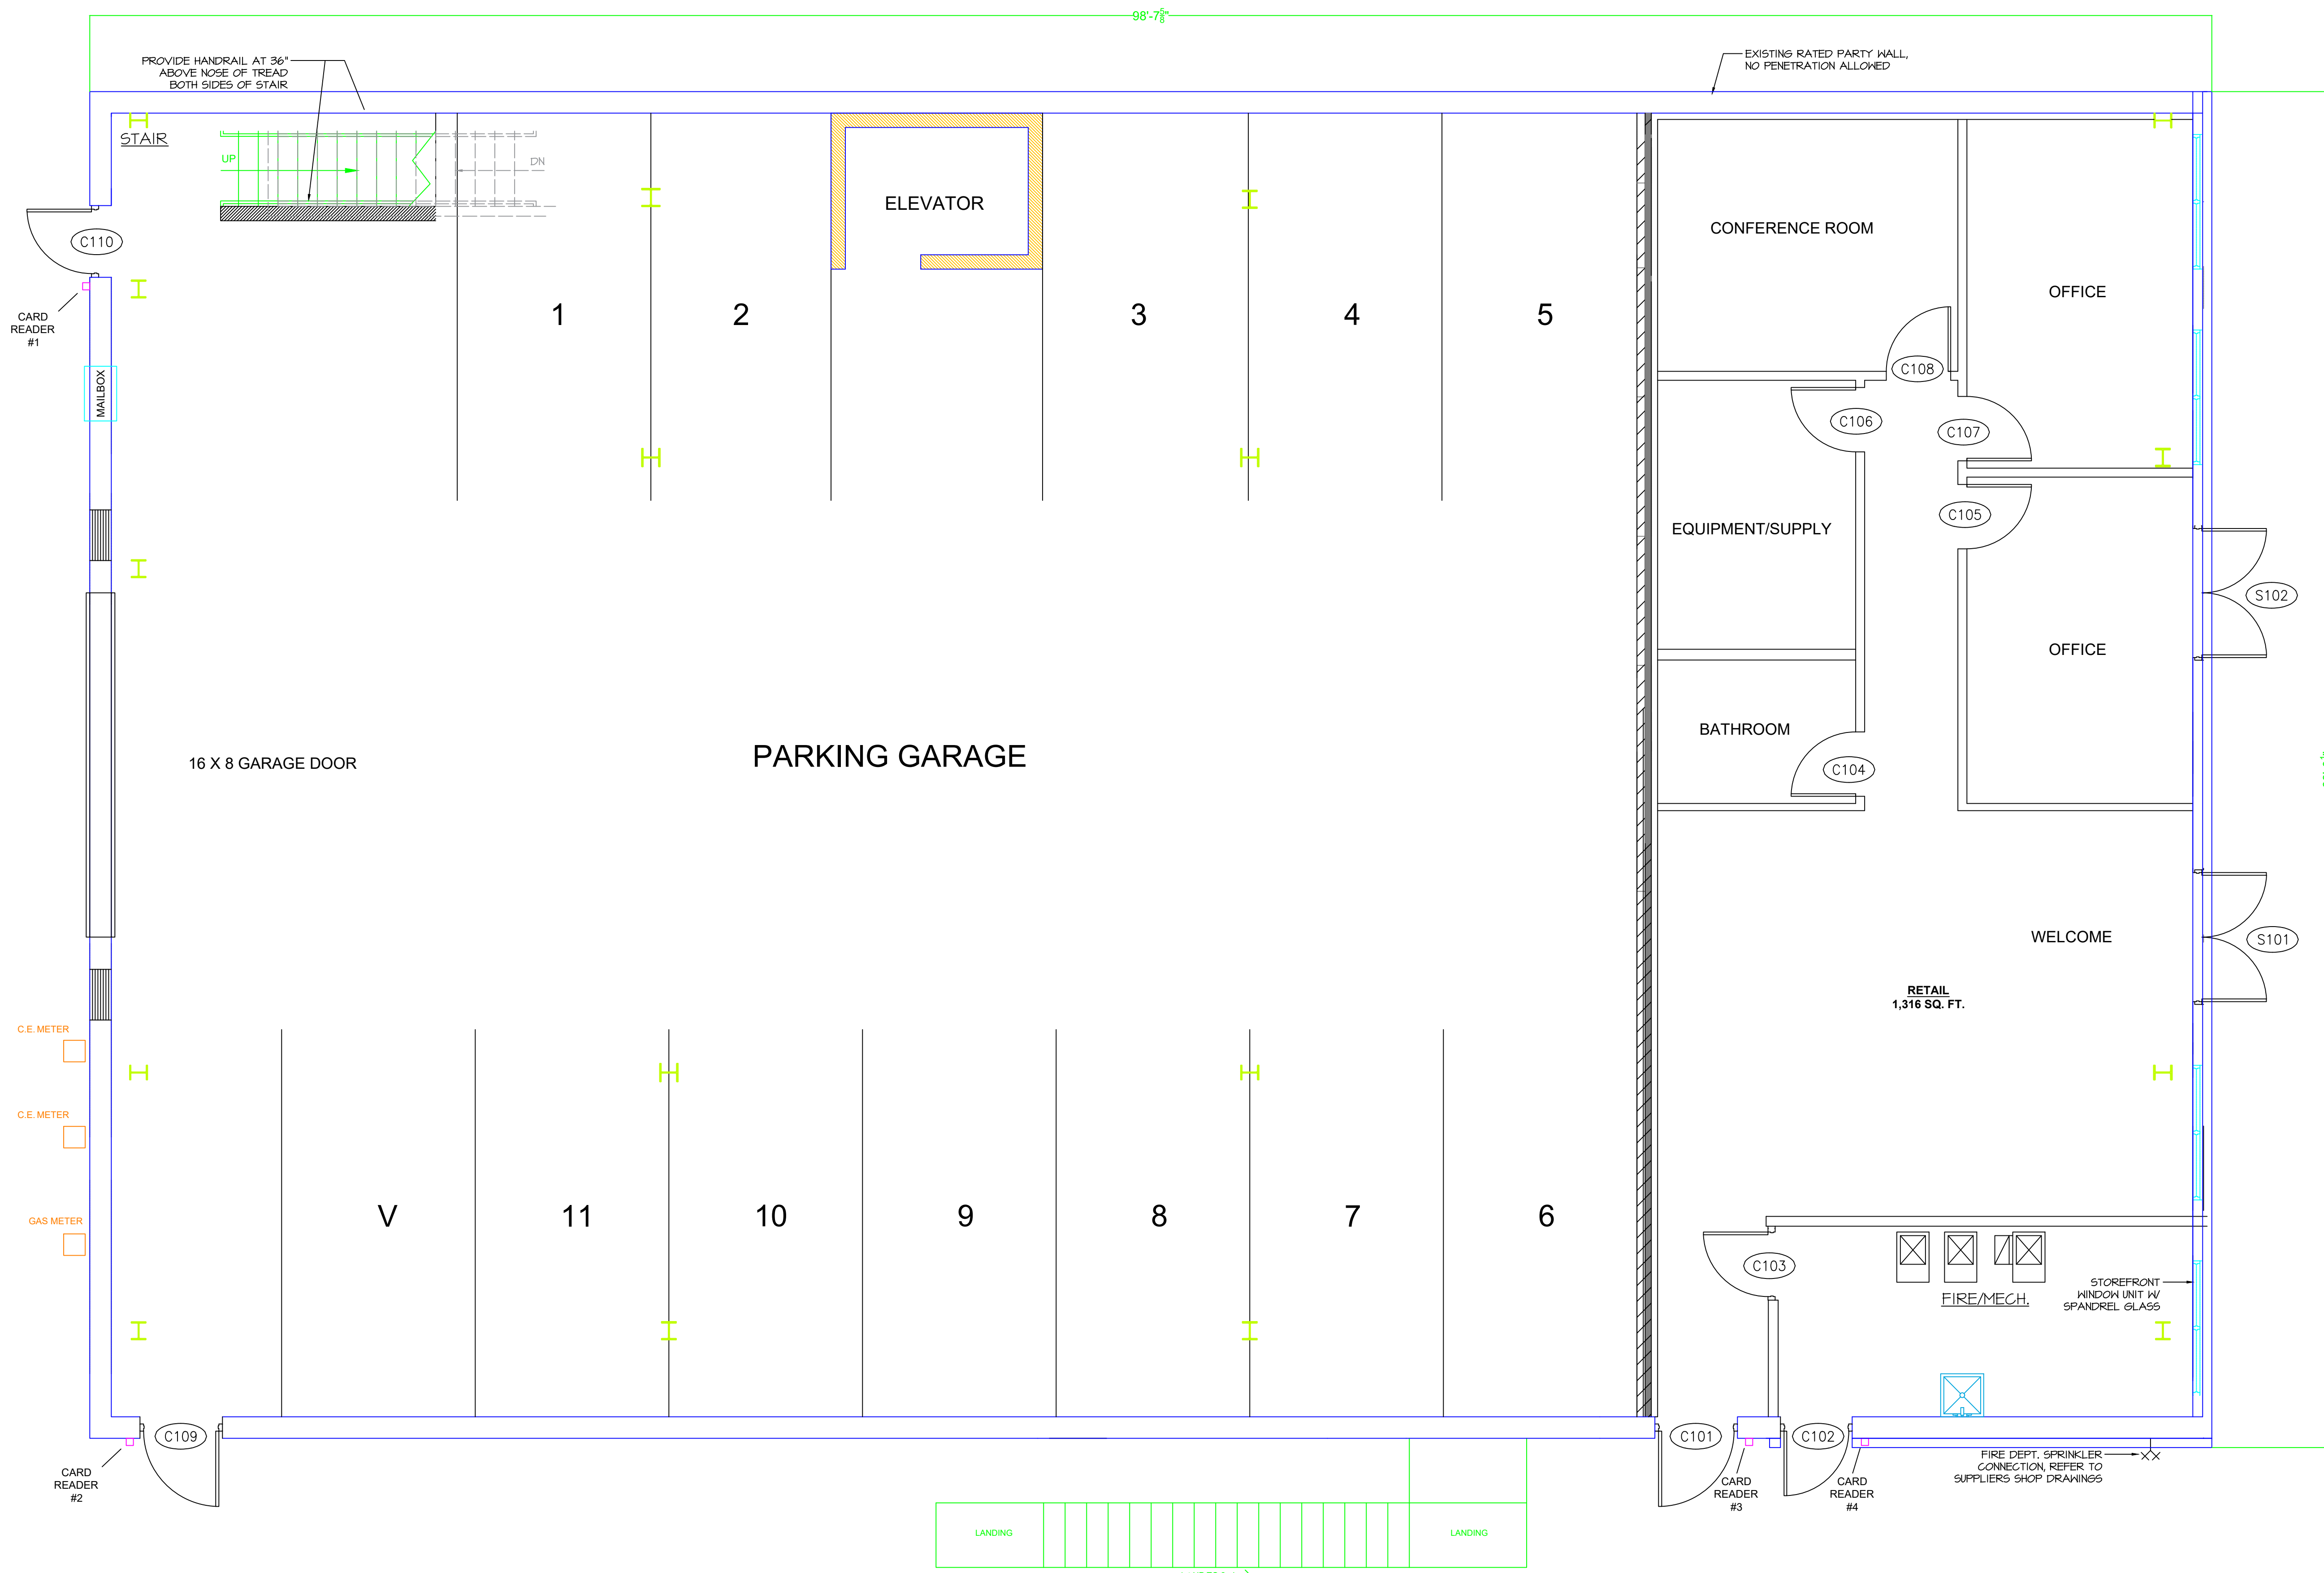 98'-7 5/8"
PROVIDE HANDRAIL AT 36"
ABOVE NOSE OF TREAD
BOTH SIDES OF STAIR
EXISTING RATED PARTY WALL,
NO PENETRATION ALLOWED
STAIR
UP
DN
ELEVATOR
CONFERENCE ROOM
OFFICE
C110
CARD
READER
#1
MAILBOX
1
2
3
4
5
C108
C106
C107
C105
EQUIPMENT/SUPPLY
S102
OFFICE
BATHROOM
C104
16 X 8 GARAGE DOOR
PARKING GARAGE
WELCOME
S101
RETAIL
1,316 SQ. FT.
C.E. METER
C.E. METER
GAS METER
V
11
10
9
8
7
6
C103
FIRE/MECH.
STOREFRONT
WINDOW UNIT W/
SPANDREL GLASS
C109
C101
C102
CARD
READER
#2
CARD
READER
#3
CARD
READER
#4
FIRE DEPT. SPRINKLER
CONNECTION, REFER TO
SUPPLIERS SHOP DRAWINGS
LANDING
LANDING